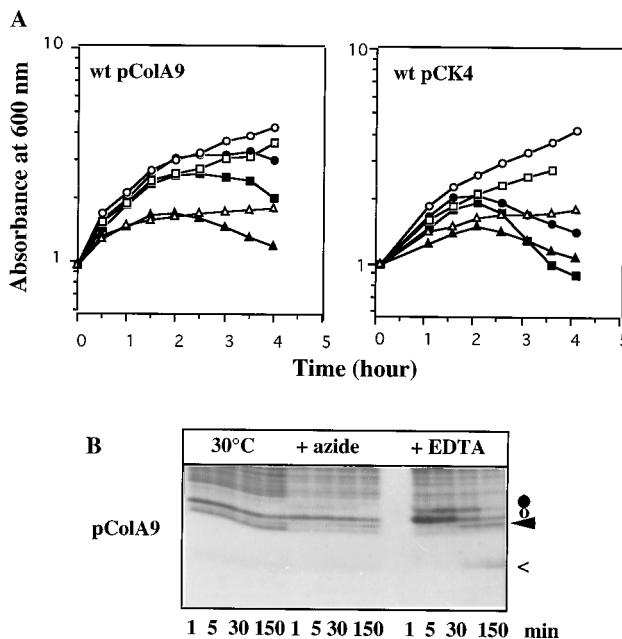 A
wt pColA9
wt pCK4
Absorbance at 600 nm
10
1
0 1 2 3 4 5
10
1
0 1 2 3 4 5
Time (hour)
B
30°C + azide + EDTA
pColA9
1 5 30 150 1 5 30 150 1 5 30 150 min